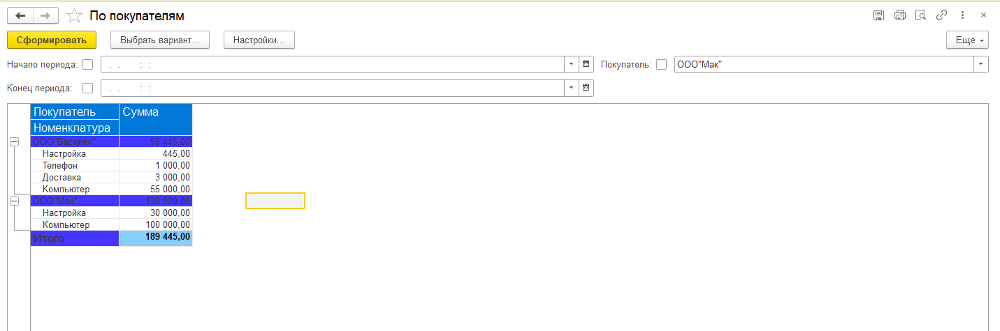 По покупателям
Сформировать Выбрать вариант... Настройки... Еще
Начало периода: . . : : Покупатель: ООО"Мак"
Конец периода: . . : :
Покупатель Сумма
Номенклатура
ООО"Василёк" 59 445,00
Настройка 445,00
Телефон 1 000,00
Доставка 3 000,00
Компьютер 55 000,00
ООО"Мак" 130 000,00
Настройка 30 000,00
Компьютер 100 000,00
Итого 189 445,00